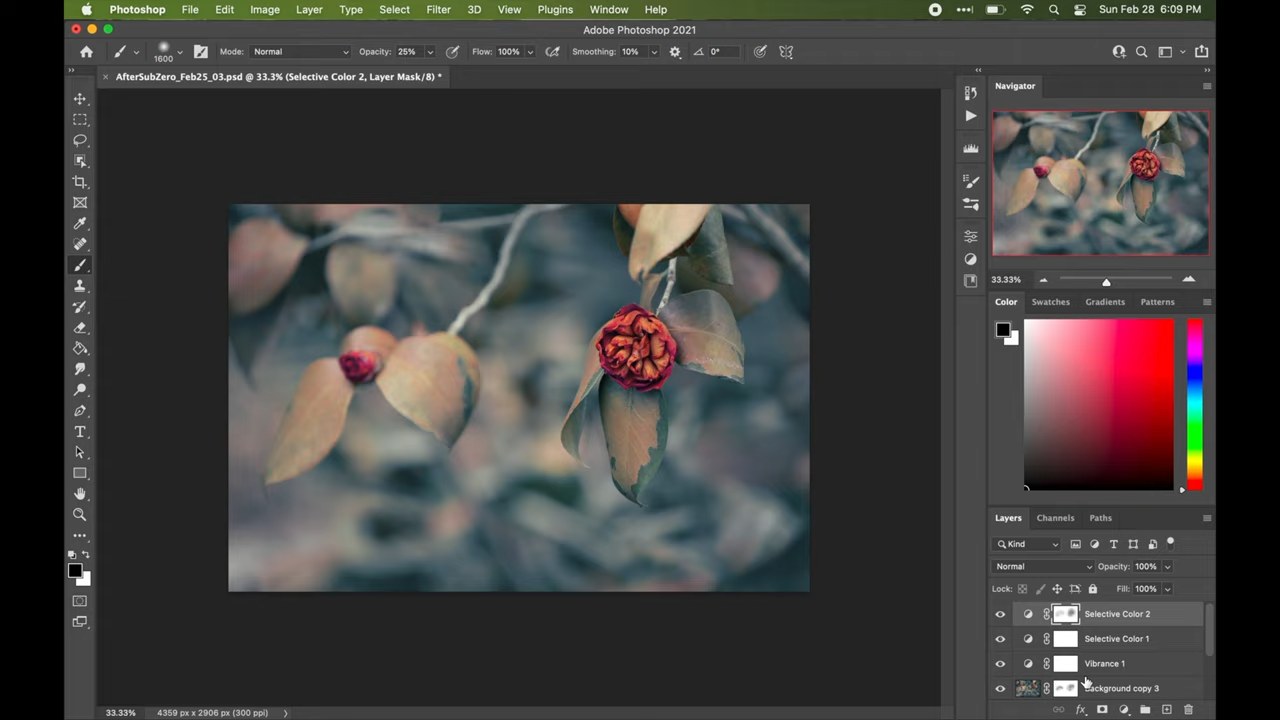 Photoshop File Edit Image Layer Type Select Filter 3D View Plugins Window Help Sun Feb 28 6:09 PM
Adobe Photoshop 2021
1600 Mode: Normal Opacity: 25% Flow: 100% Smoothing: 10% 0°
AfterSubZero_Feb25_03.psd @ 33.3% (Selective Color 2, Layer Mask/8) *
Navigator
33.33%
Color Swatches Gradients Patterns
Layers Channels Paths
Kind
Normal Opacity: 100%
Lock: Fill: 100%
Selective Color 2
Selective Color 1
Vibrance 1
Background copy 3
33.33% 4359 px x 2906 px (300 ppi)